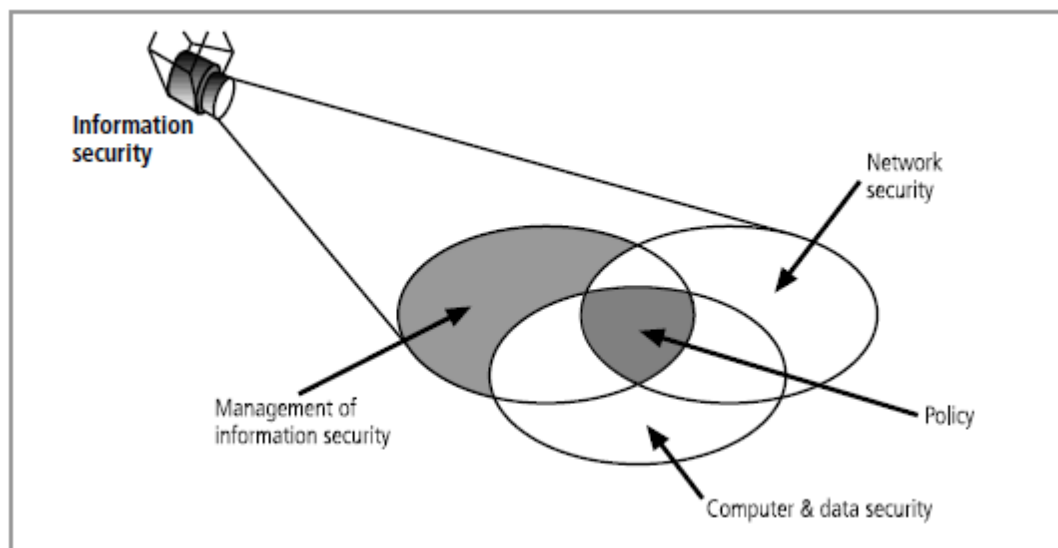 Information
security
Network
security
Management of
information security
Policy
Computer & data security